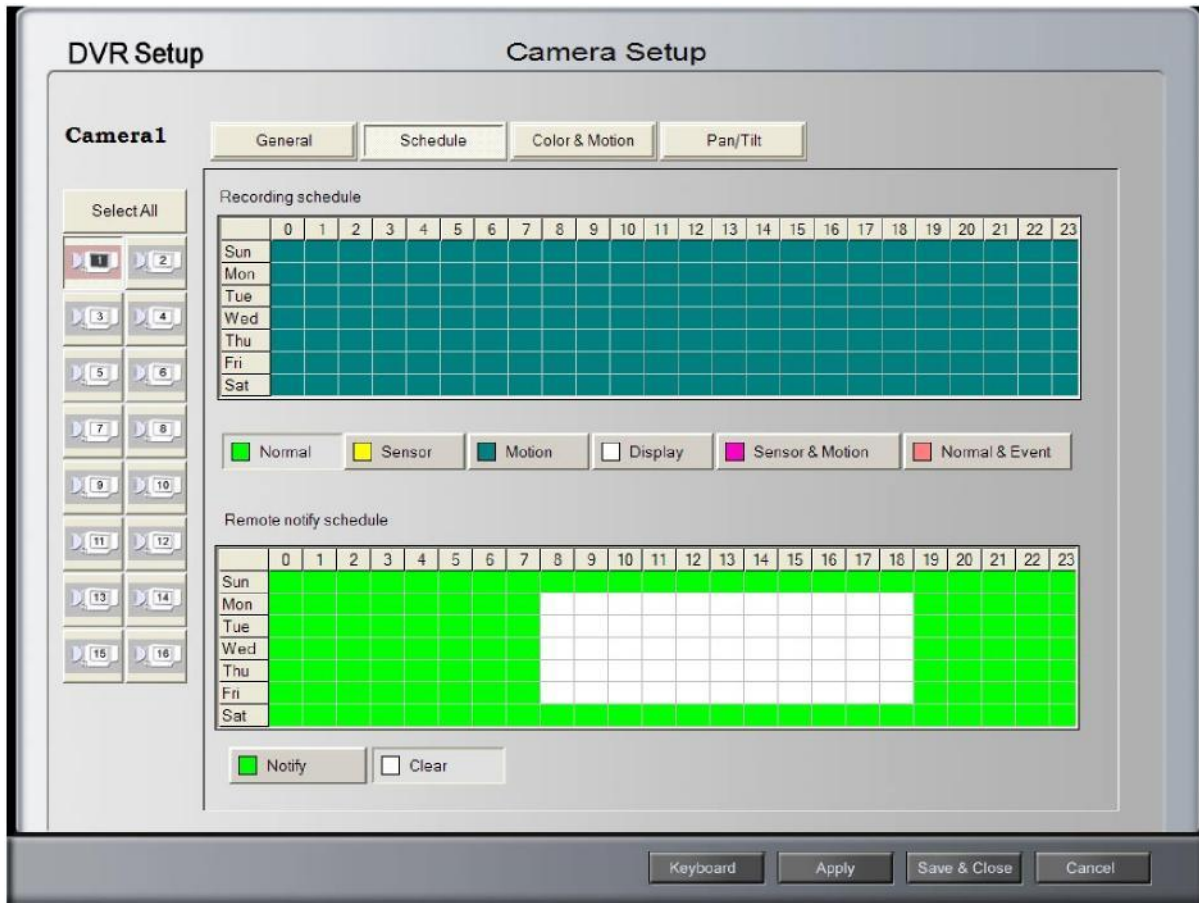 DVR Setup
Camera Setup
Camera1
General Schedule Color & Motion Pan/Tilt
Select All
1 2
3 4
5 6
7 8
9 10
11 12
13 14
15 16
Recording schedule
0 1 2 3 4 5 6 7 8 9 10 11 12 13 14 15 16 17 18 19 20 21 22 23
Sun
Mon
Tue
Wed
Thu
Fri
Sat
Normal Sensor Motion Display Sensor & Motion Normal & Event
Remote notify schedule
0 1 2 3 4 5 6 7 8 9 10 11 12 13 14 15 16 17 18 19 20 21 22 23
Sun
Mon
Tue
Wed
Thu
Fri
Sat
Notify Clear
Keyboard Apply Save & Close Cancel